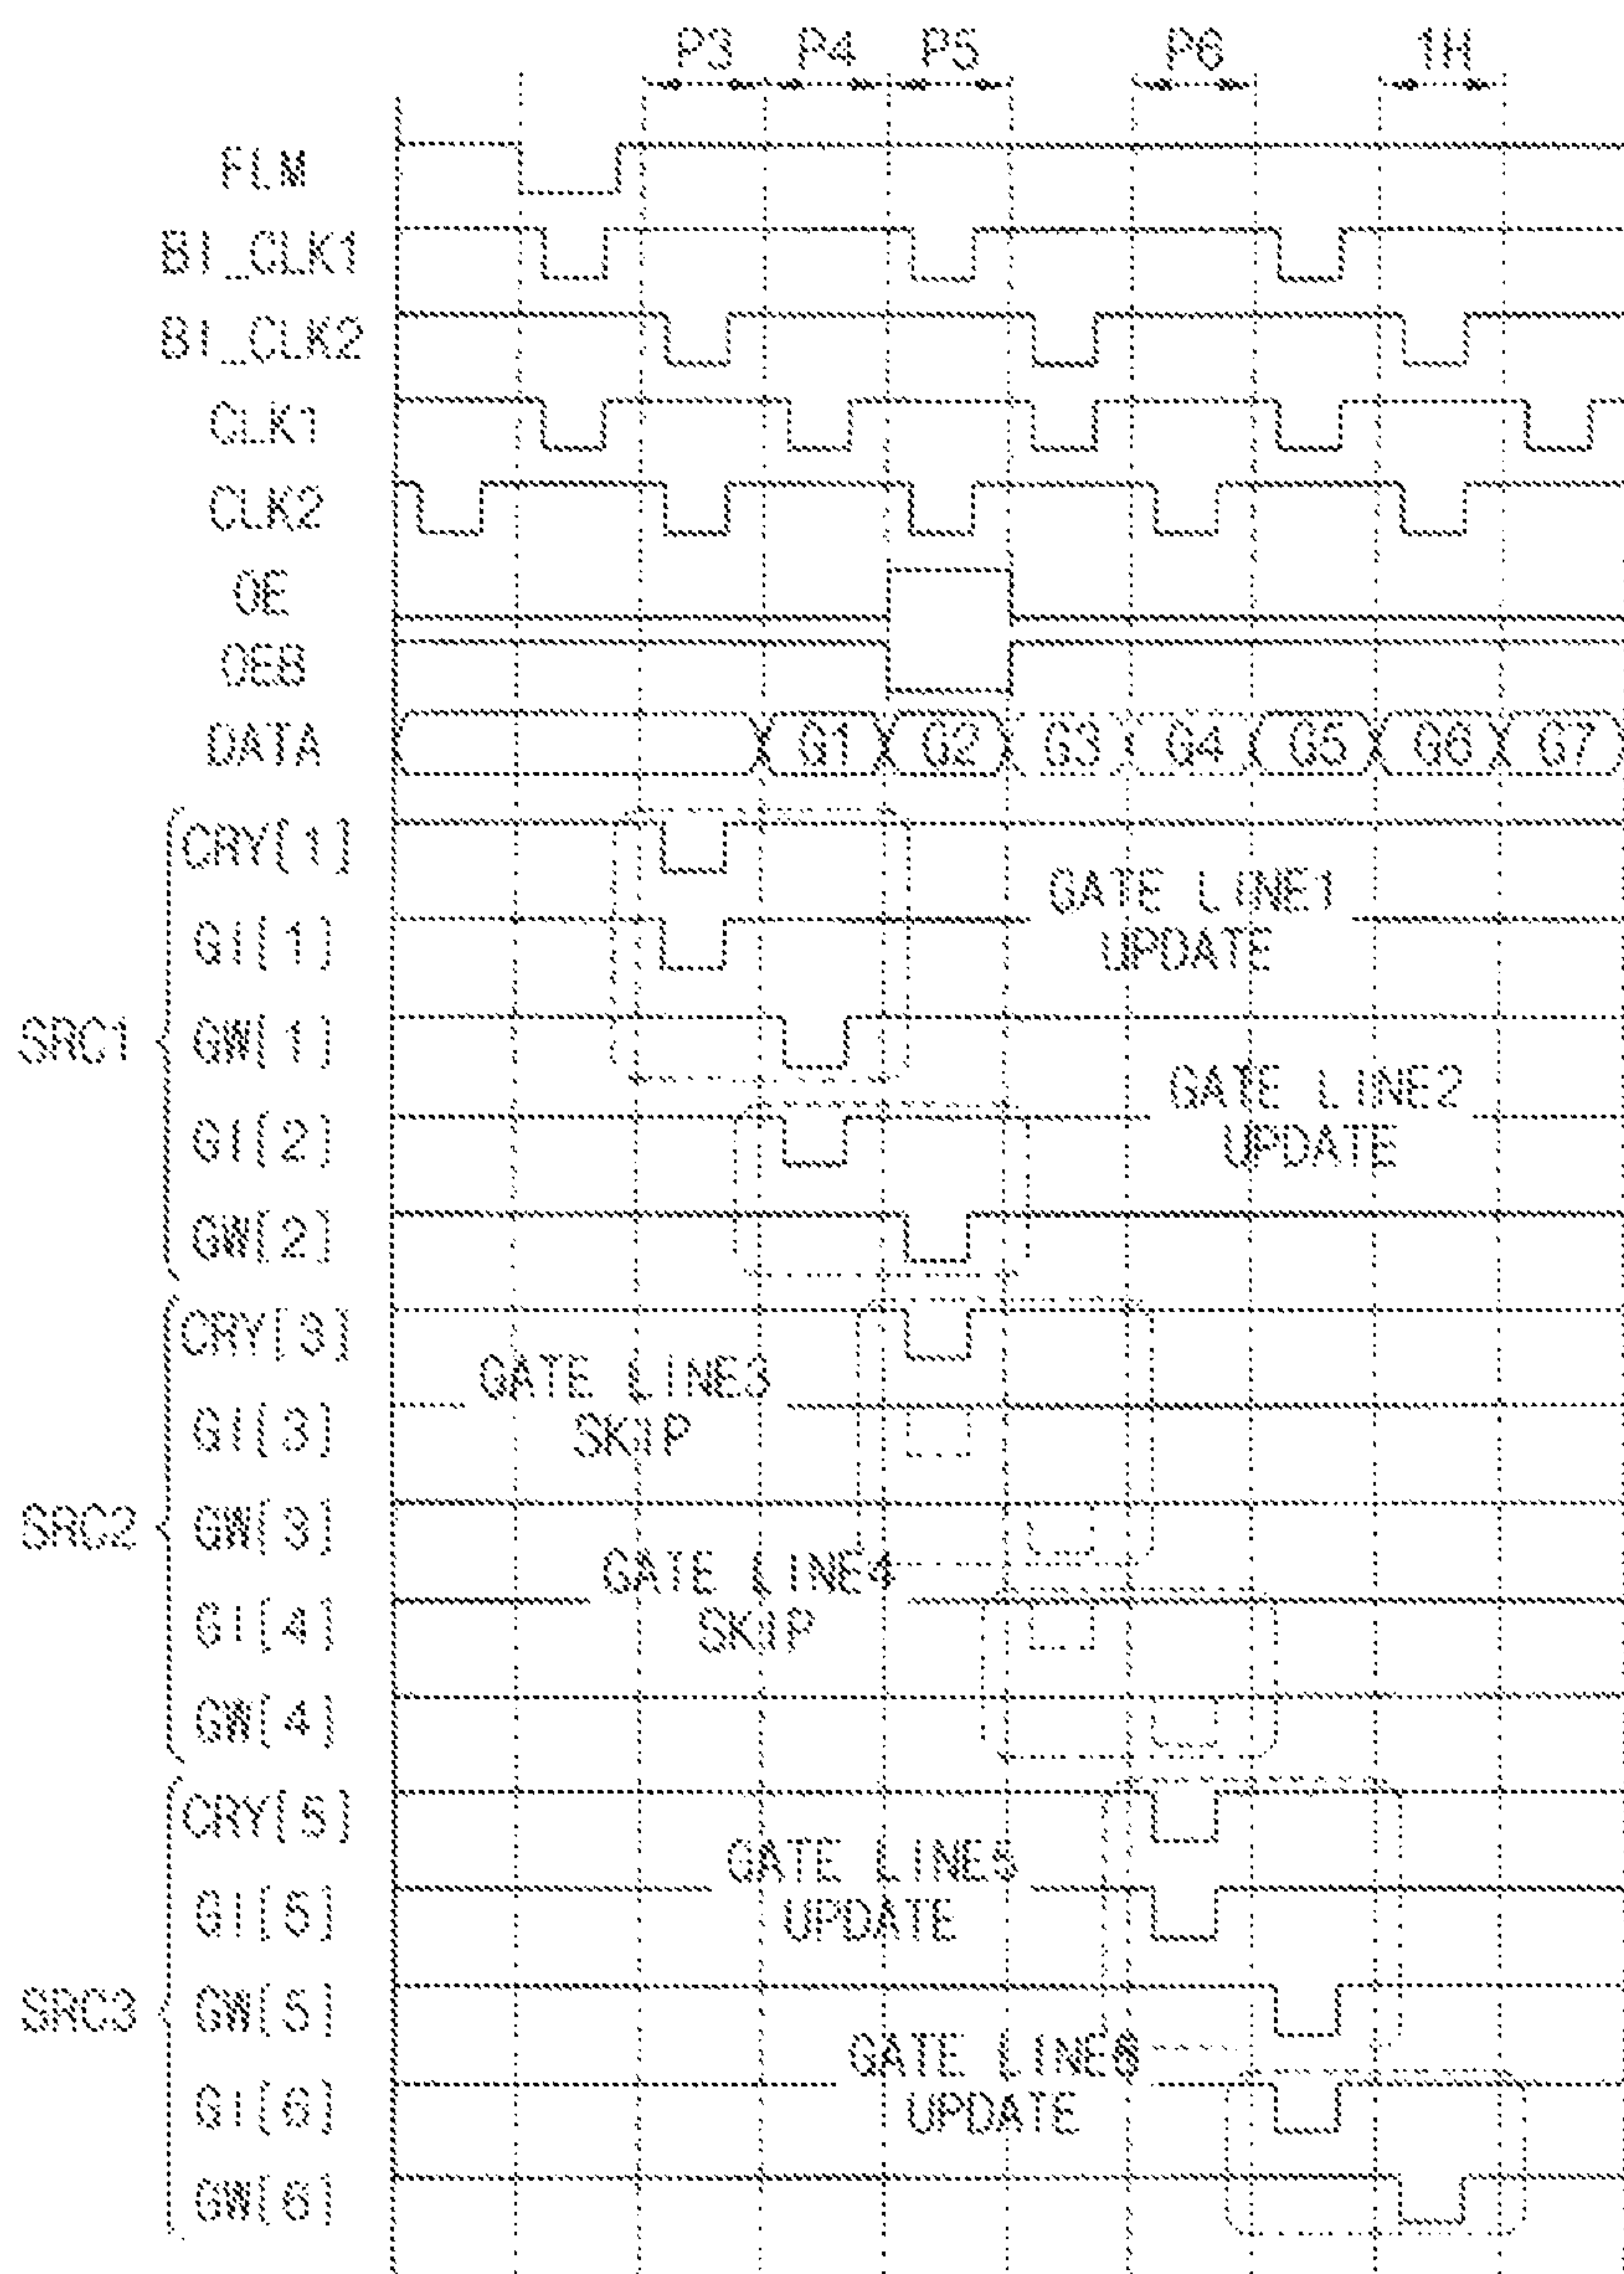 P3 P4 P5 P6 1H
FLM
BI_CLK1
BI_CLK2
CLK1
CLK2
OE
OEB
DATA G1 G2 G3 G4 G5 G6 G7
CRY[1]
GATE LINE1
UPDATE
GI[1]
SRC1 GW[1]
GATE LINE2
UPDATE
GI[2]
GW[2]
CRY[3]
GATE LINE3
SKIP
GI[3]
SRC2 GW[3]
GATE LINE4
SKIP
GI[4]
GW[4]
CRY[5]
GATE LINE5
UPDATE
GI[5]
SRC3 GW[5]
GATE LINE6
UPDATE
GI[6]
GW[6]